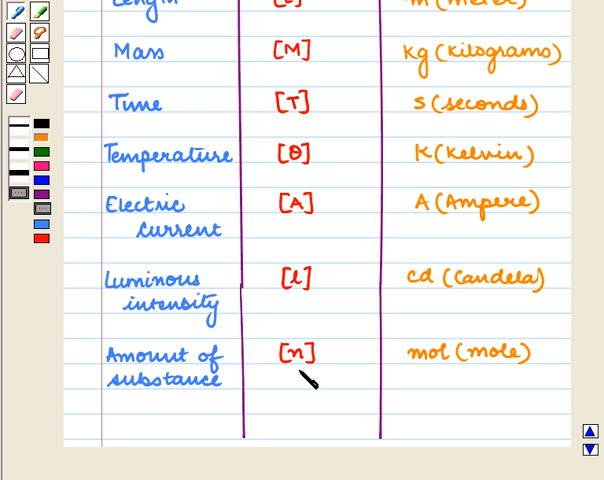 Mass [M] kg (kilograms)
Time [T] s (seconds)
Temperature [θ] K (Kelvin)
Electric [A] A (Ampere)
current
Luminous [l] cd (Candela)
intensity
Amount of [n] mol (mole)
substance